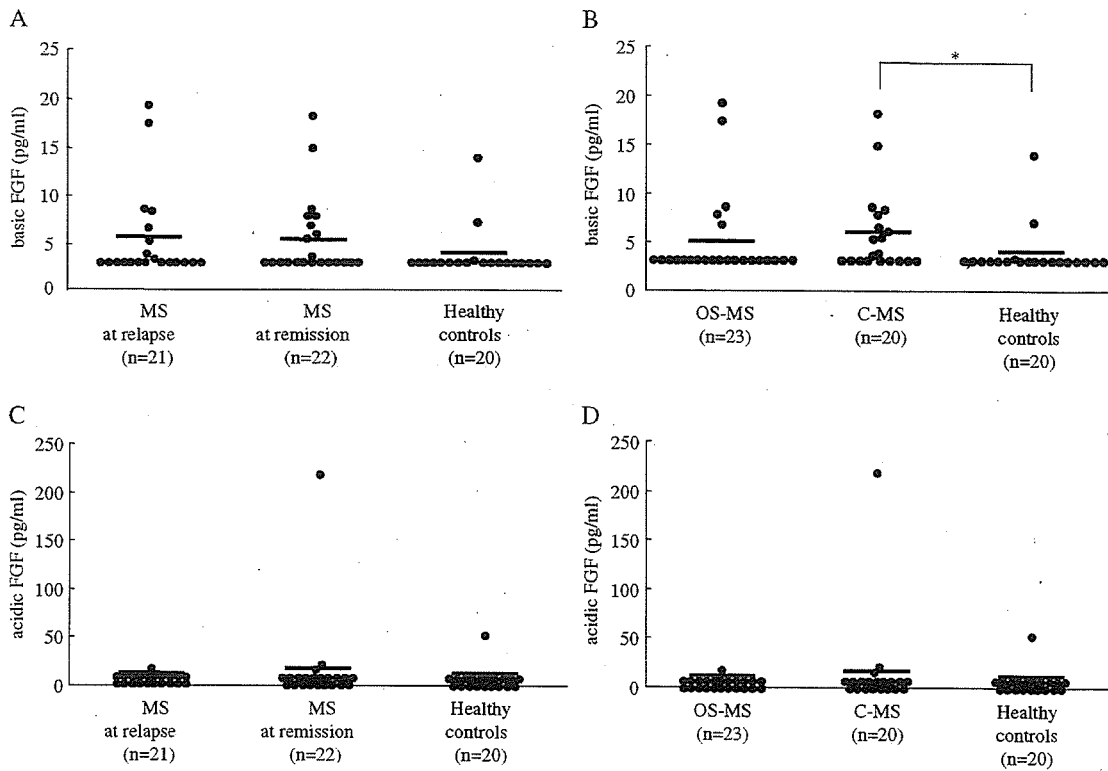 A
25
20
15
10
5
0
basic FGF (pg/ml)
MS
at relapse
(n=21)
MS
at remission
(n=22)
Healthy
controls
(n=20)
B
25
20
15
10
5
0
basic FGF (pg/ml)
*
OS-MS
(n=23)
C-MS
(n=20)
Healthy
controls
(n=20)
C
250
200
150
100
50
0
acidic FGF (pg/ml)
MS
at relapse
(n=21)
MS
at remission
(n=22)
Healthy
controls
(n=20)
D
250
200
150
100
50
0
acidic FGF (pg/ml)
OS-MS
(n=23)
C-MS
(n=20)
Healthy
controls
(n=20)